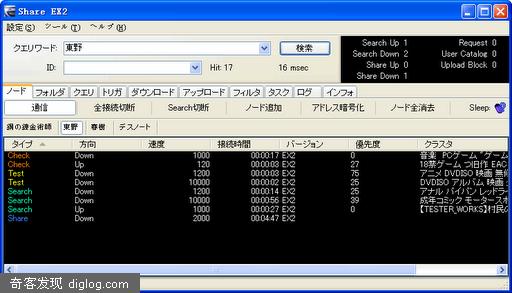 Share EX2
設定(S) ツール(T) ヘルプ(H)
クエリワード: 東野 検索
ID: Hit: 17 16 msec
Search Up 1 Request 0
Search Down 2 User Catalog 0
Share Up 0 Upload Block 0
Share Down 1
ノード フォルダ クエリ トリガ ダウンロード アップロード フィルタ タスク ログ インフォ
通信 全接続切断 Search切断 ノード追加 アドレス暗号化 ノード全消去 Sleep:
鋼の錬金術師 東野 春樹 デスノート
タイプ 方向 速度 接続時間 バージョン 優先度 クラスタ
Check Down 1000 00:00:17 EX2 0 音楽 PCゲーム "ゲーム
Check Up 120 00:00:03 EX2 27 18禁ゲーム つ旧作 EAC
Test Down 120 00:00:03 EX2 75 アニメ DVDISO 映画 無修
Test Down 1000 00:00:02 EX2 25 DVDISO アルバム 映画
Search Down 120 00:00:14 EX2 25 アナル パイパン レッドラー
Search Down 1000 00:00:56 EX2 39 成年コミック モータースポ
Search Up 1000 00:00:27 EX2 0 【TESTER_WORKS】村民の
Share Down 2000 00:04:47 EX2
奇客发现 diglog.com